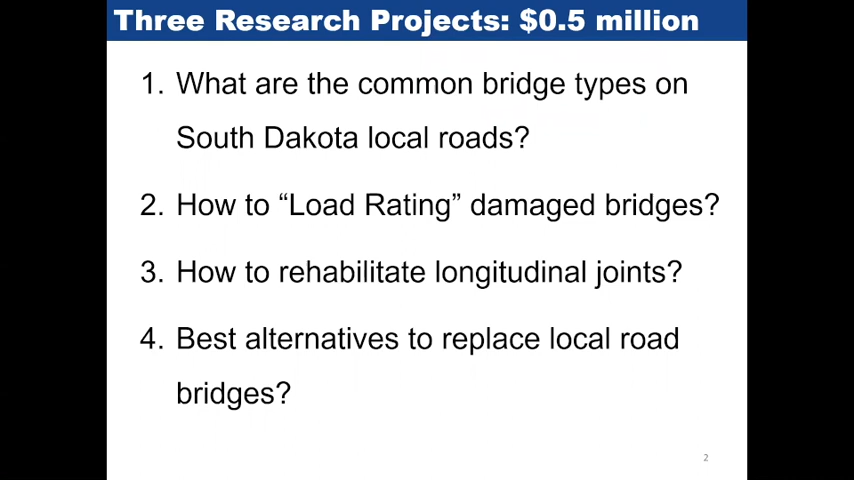 Three Research Projects: $0.5 million
1. What are the common bridge types on
South Dakota local roads?
2. How to “Load Rating” damaged bridges?
3. How to rehabilitate longitudinal joints?
4. Best alternatives to replace local road
bridges?
2